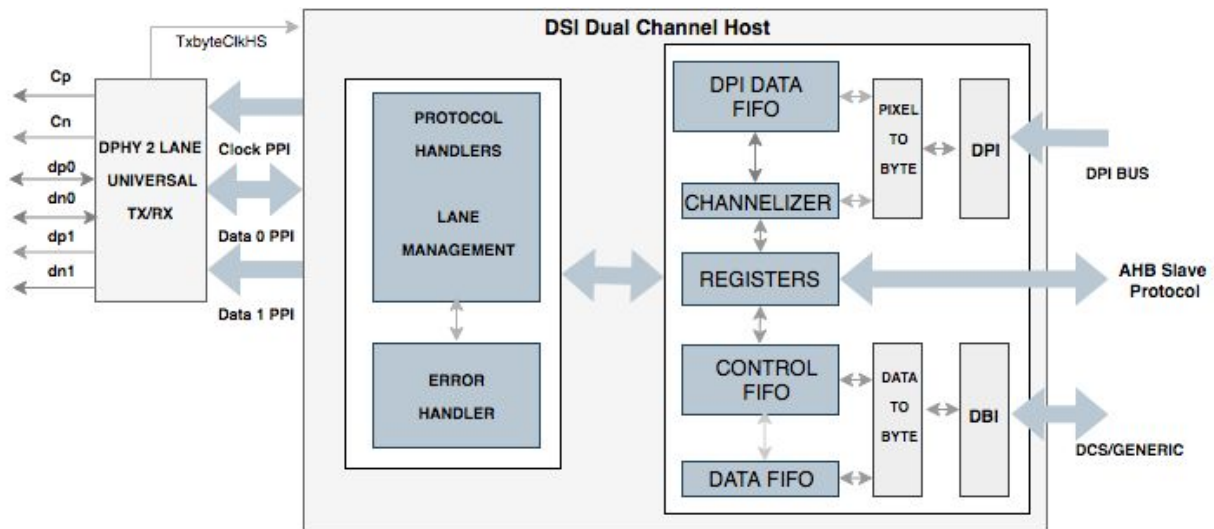 DSI Dual Channel Host
TxbyteClkHS
Cp
Cn
dp0
dn0
dp1
dn1
DPHY 2 LANE
UNIVERSAL
TX/RX
Clock PPI
Data 0 PPI
Data 1 PPI
PROTOCOL
HANDLERS
LANE
MANAGEMENT
ERROR
HANDLER
DPI DATA
FIFO
CHANNELIZER
REGISTERS
CONTROL
FIFO
DATA FIFO
PIXEL
TO
BYTE
DPI
DPI BUS
AHB Slave
Protocol
DATA
TO
BYTE
DBI
DCS/GENERIC